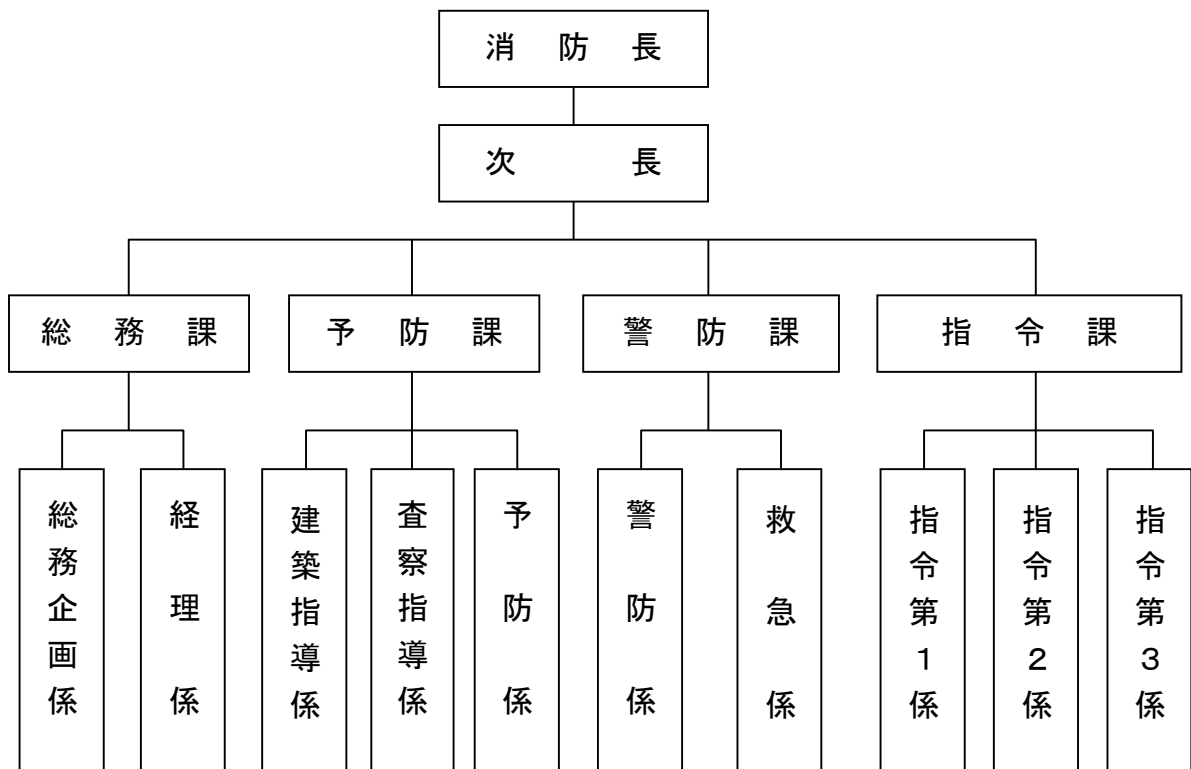 消防長
次長
総務課
予防課
警防課
指令課
総務企画係
経理係
建築指導係
査察指導係
予防係
警防係
救急係
指令第1係
指令第2係
指令第3係